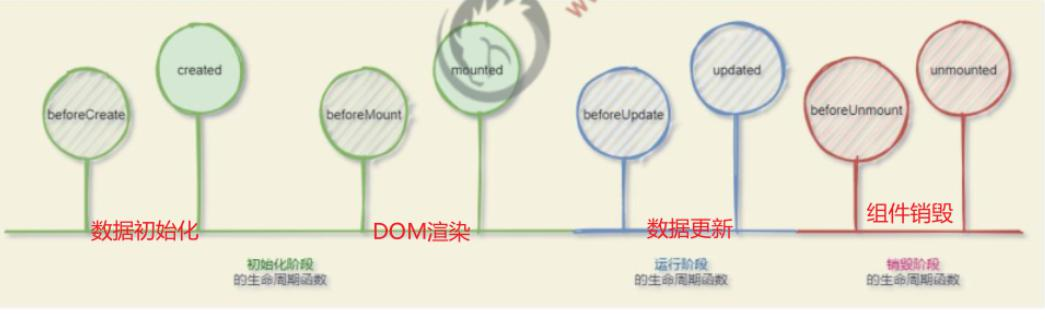 created
mounted
updated
unmounted
beforeCreate
beforeMount
beforeUpdate
beforeUnmount
数据初始化
DOM渲染
数据更新
组件销毁
初始化阶段
的生命周期函数
运行阶段
的生命周期函数
销毁阶段
的生命周期函数